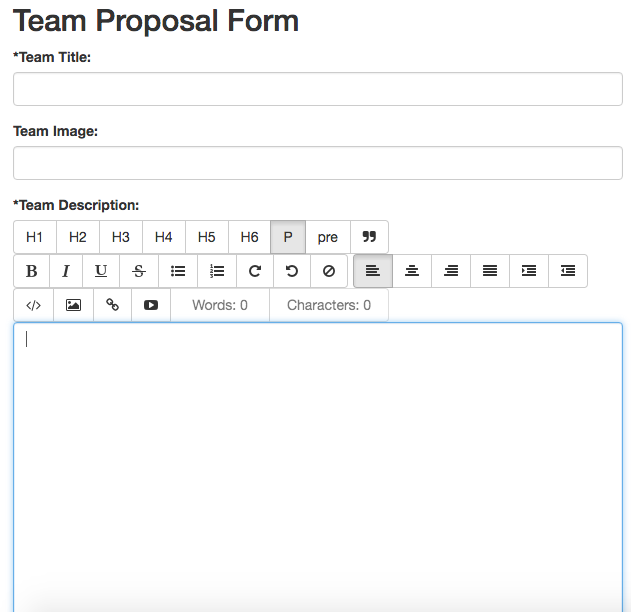 Team Proposal Form
*Team Title:
Team Image:
*Team Description:
H1 H2 H3 H4 H5 H6 P pre ”
B I U S
</> Words: 0 Characters: 0